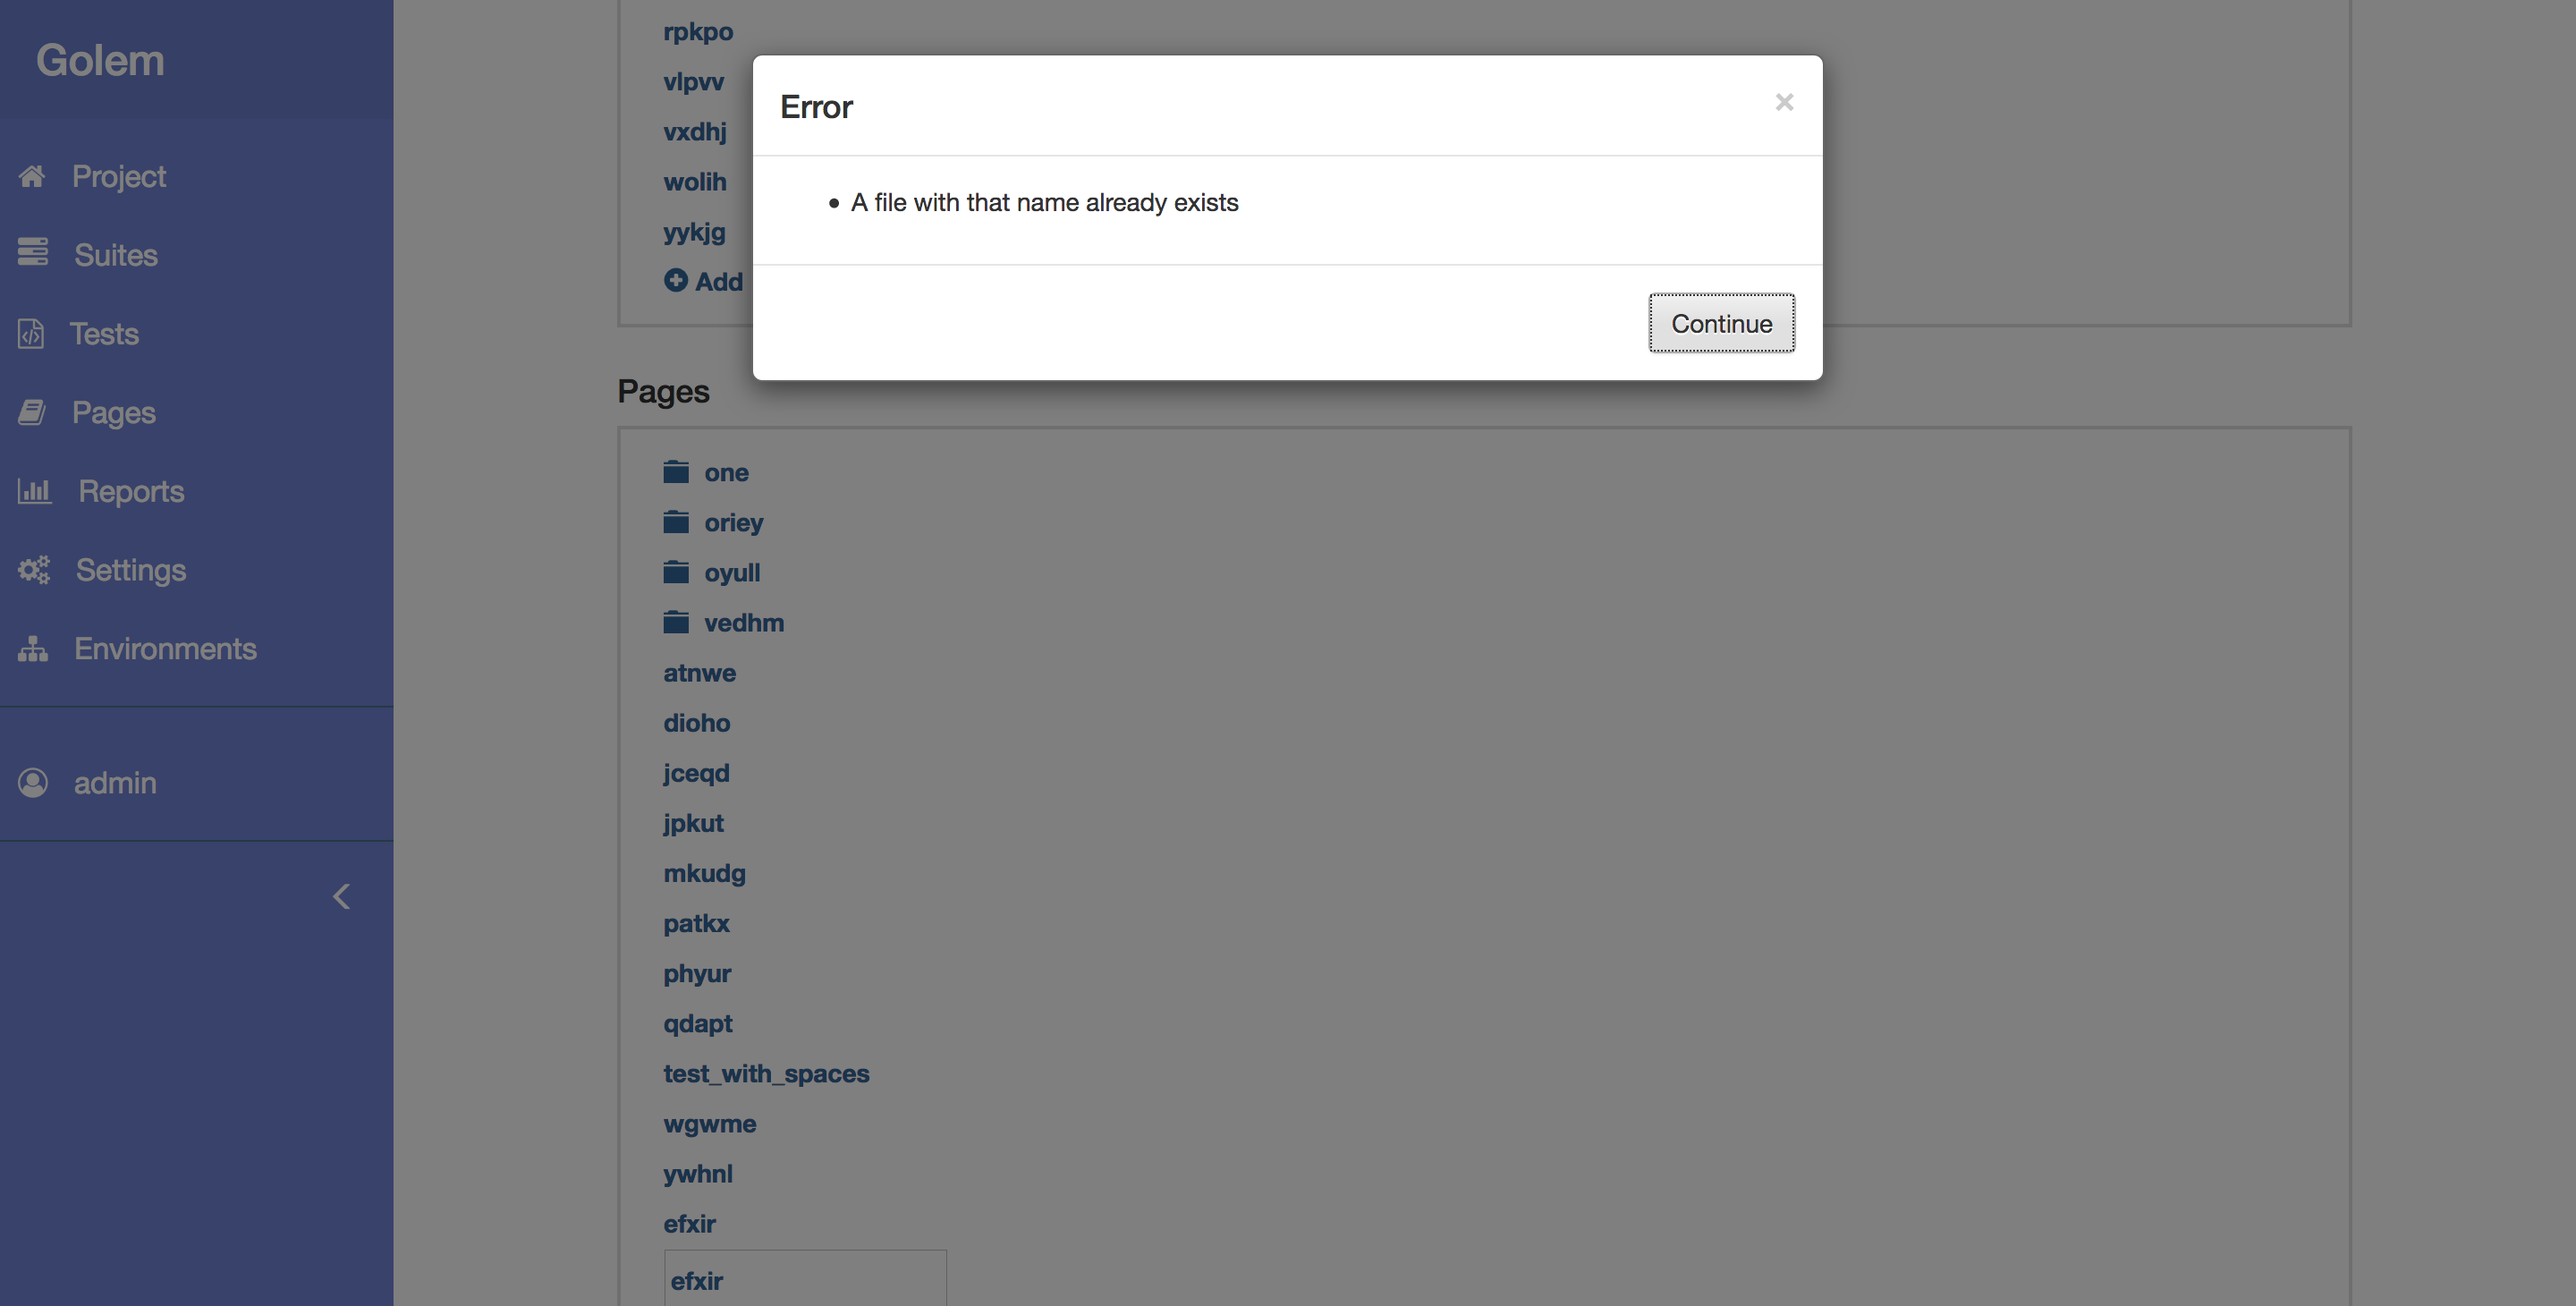 Golem
Project
Suites
Tests
Pages
Reports
Settings
Environments
admin
rpkpo
vlpvv
vxdhj
wolih
yykjg
Add
Error
×
A file with that name already exists
Continue
Pages
one
oriey
oyull
vedhm
atnwe
dioho
jceqd
jpkut
mkudg
patkx
phyur
qdapt
test_with_spaces
wgwme
ywhnl
efxir
efxir